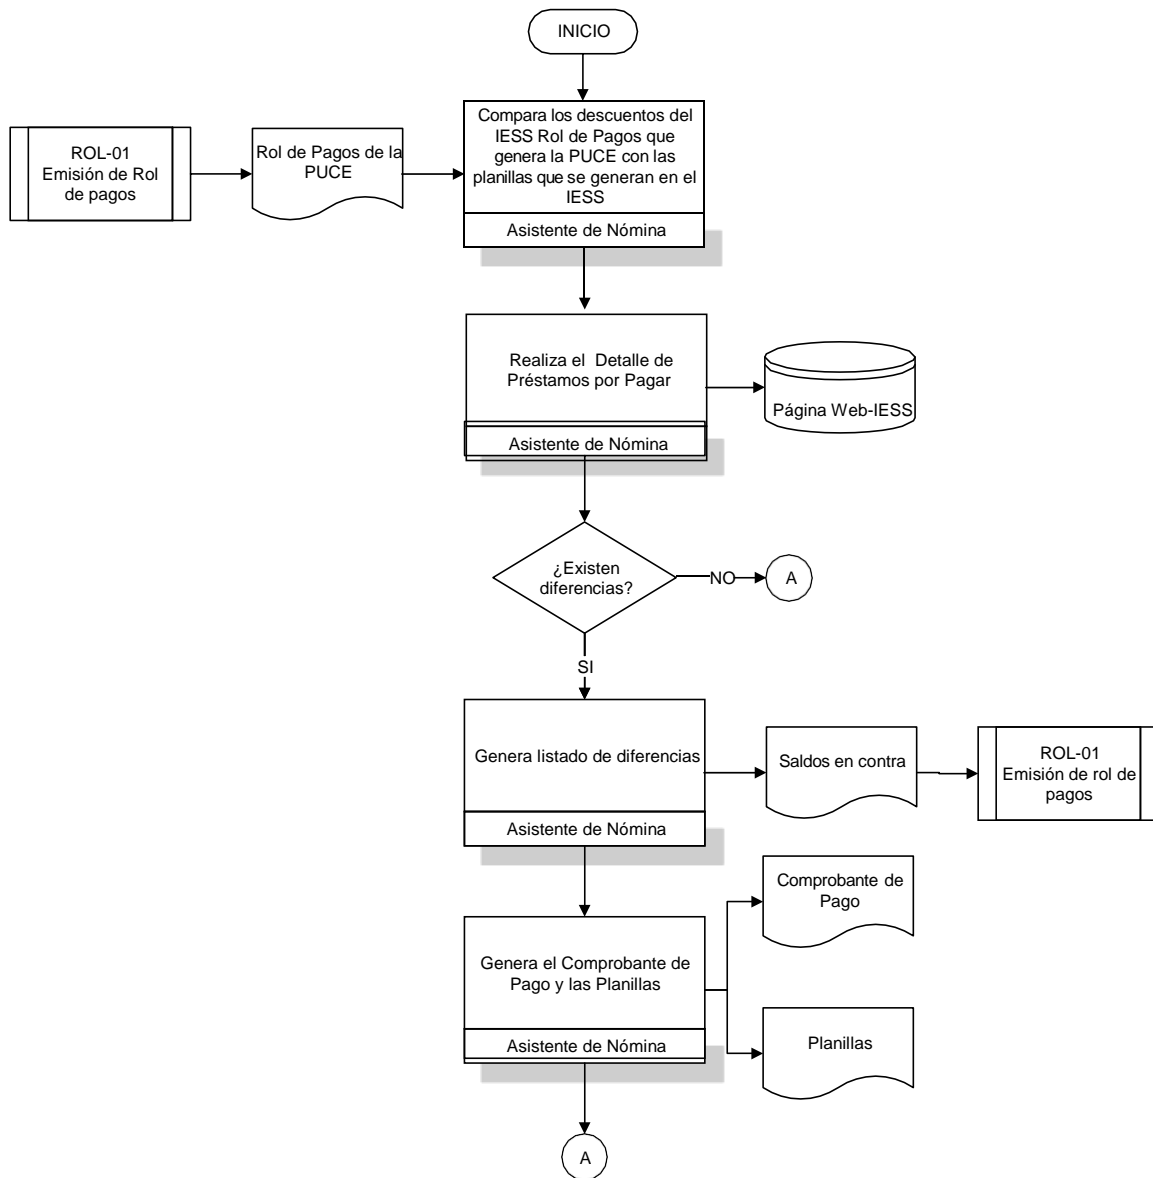 INICIO
Compara los descuentos del
IESS Rol de Pagos que
genera la PUCE con las
planillas que se generan en el
IESS
Asistente de Nómina
ROL-01
Emisión de Rol
de pagos
Rol de Pagos de la
PUCE
Realiza el Detalle de
Préstamos por Pagar
Asistente de Nómina
Página Web-IESS
¿Existen
diferencias?
NO
A
SI
Genera listado de diferencias
Asistente de Nómina
Saldos en contra
ROL-01
Emisión de rol de
pagos
Genera el Comprobante de
Pago y las Planillas
Asistente de Nómina
Comprobante de
Pago
Planillas
A